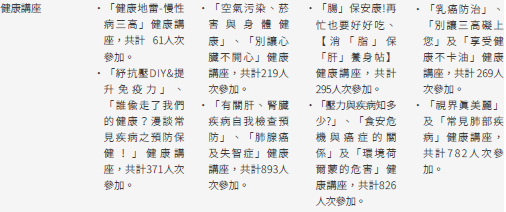 健康講座
・「健康地雷-慢性
病三高」健康講
座，共計 61人次
參加。
・「紓抗壓DIY&提
升免疫力」、
「誰偷走了我們
的健康？漫談常
見疾病之預防保
健！」健康講
座，共計371人次
參加。
・「空氣污染、菸
害與身體健
康」、「別讓心
臟不開心」健康
講座，共計219人
次參加。
・「有關肝、腎臟
疾病自我檢查預
防」、「肺腺癌
及失智症」健康
講座，共計893人
次參加。
・「腸」保安康!再
忙也要好好吃、
【消「脂」保
「肝」養身帖】
健康講座，共計
295人次參加。
・「壓力與疾病知多
少?」、「食安危
機與癌症的關
係」及「環境荷
爾蒙的危害」健
康講座，共計826
人次參加。
・「乳癌防治」、
「別讓三高礙上
您」及「享受健
康不卡油」健康
講座，共計269人
次參加。
・「視界真美麗」
及「常見肺部疾
病」健康講座，
共計782人次參
加。